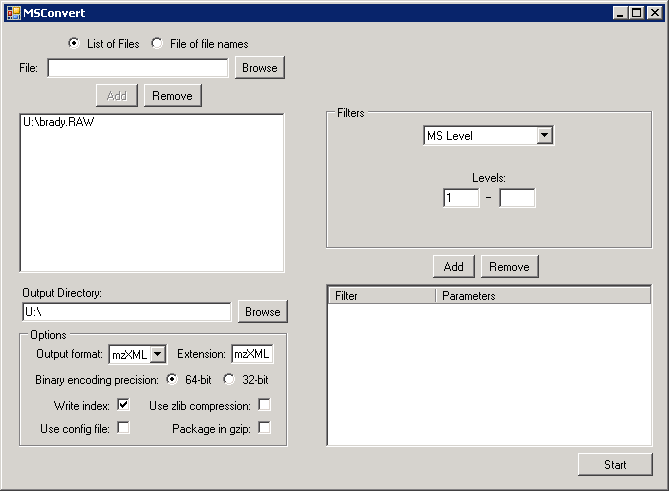 MSConvert
List of Files File of file names
File: Browse
Add Remove
U:\brady.RAW
Output Directory:
U:\ Browse
Options
Output format: mzXML Extension: mzXML
Binary encoding precision: 64-bit 32-bit
Write index: Use zlib compression:
Use config file: Package in gzip:
Filters
MS Level
Levels:
1 -
Add Remove
Filter Parameters
Start